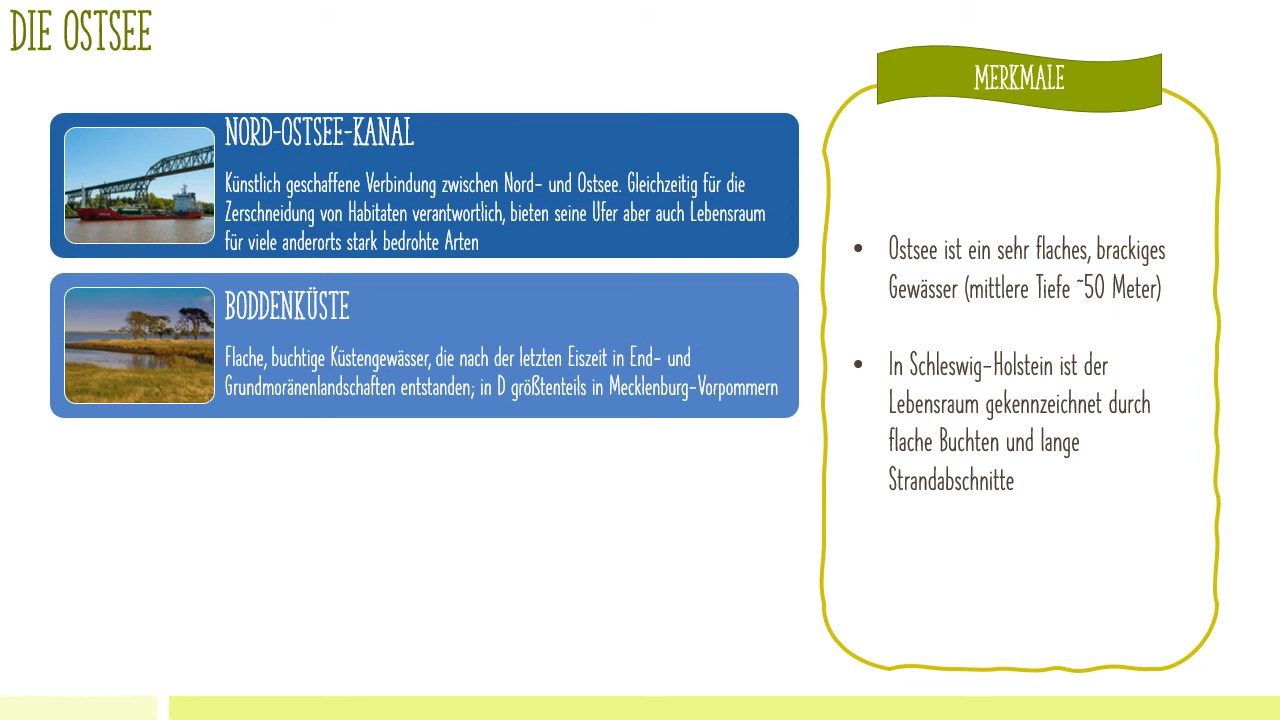 DIE OSTSEE
NORD-OSTSEE-KANAL
Künstlich geschaffene Verbindung zwischen Nord- und Ostsee. Gleichzeitig für die
Zerschneidung von Habitaten verantwortlich, bieten seine Ufer aber auch Lebensraum
für viele anderorts stark bedrohte Arten
BODDENKÜSTE
Flache, buchtige Küstengewässer, die nach der letzten Eiszeit in End- und
Grundmoränenlandschaften entstanden; in D größtenteils in Mecklenburg-Vorpommern
MERKMALE
• Ostsee ist ein sehr flaches, brackiges
Gewässer (mittlere Tiefe ~50 Meter)
• In Schleswig-Holstein ist der
Lebensraum gekennzeichnet durch
flache Buchten und lange
Strandabschnitte